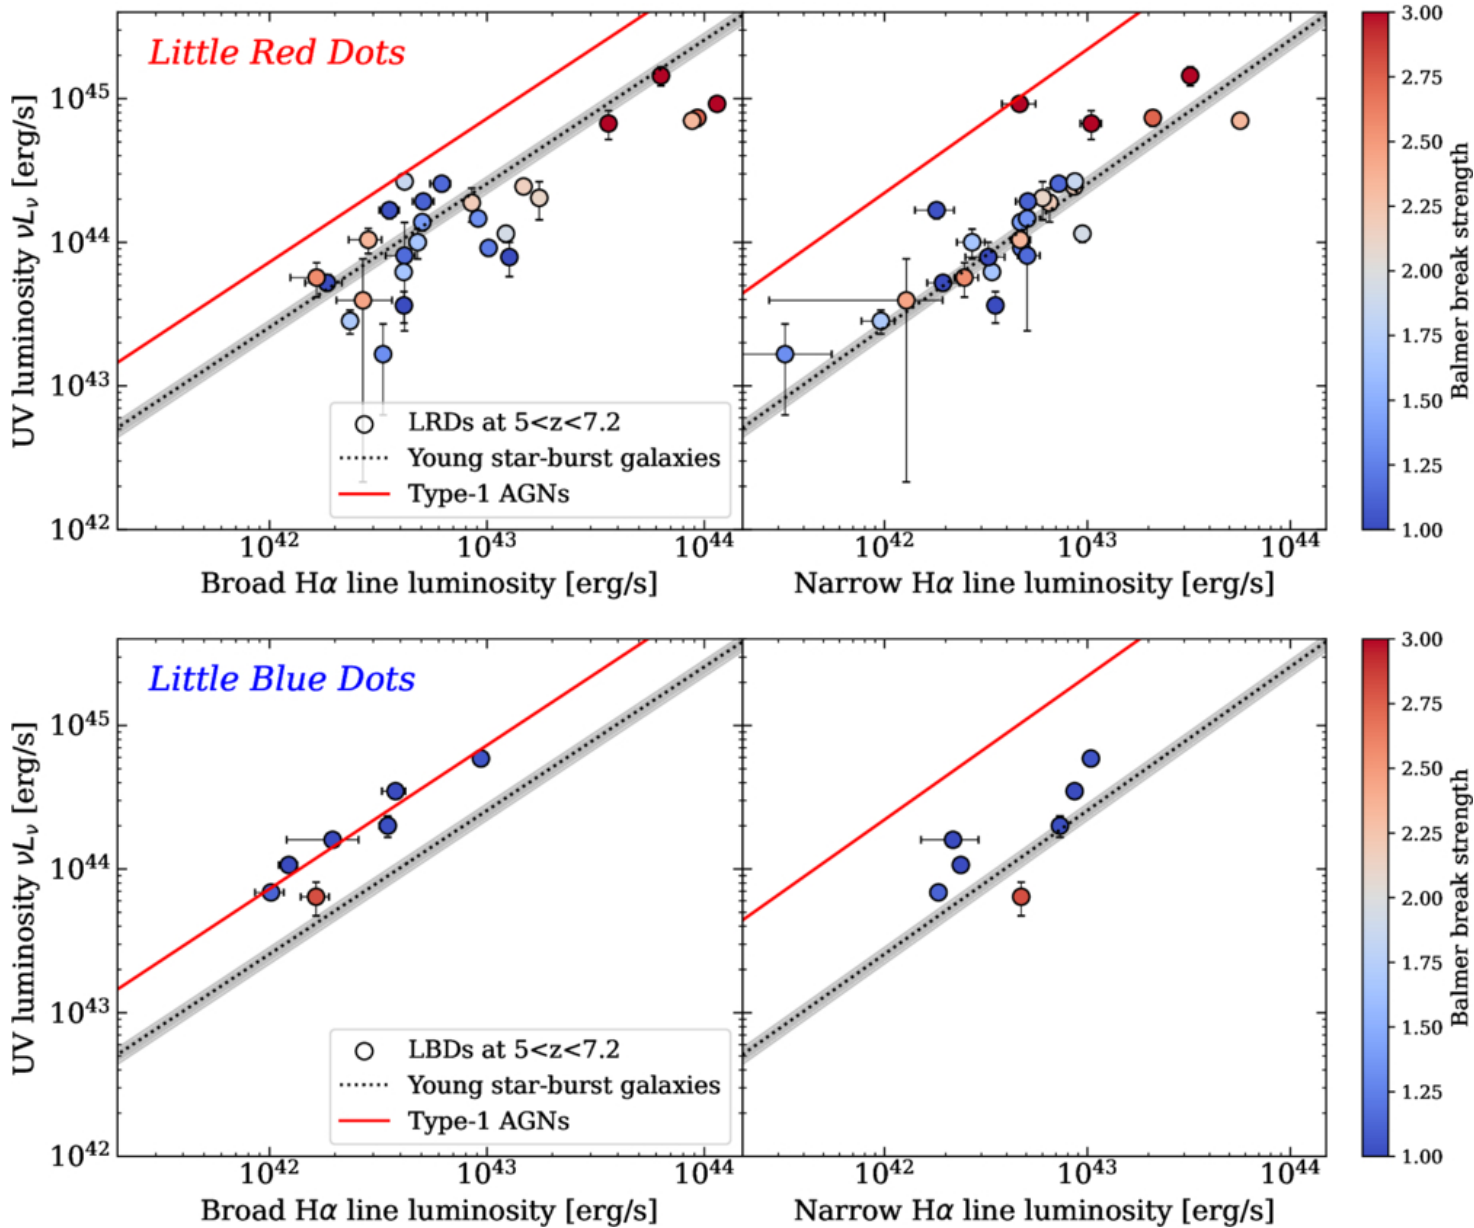 Little Red Dots
UV luminosity νLν [erg/s]
10^45
10^44
10^43
10^42
LRDs at 5<z<7.2
Young star-burst galaxies
Type-1 AGNs
10^42 10^43 10^44
Broad Hα line luminosity [erg/s]
10^42 10^43 10^44
Narrow Hα line luminosity [erg/s]
3.00
2.75
2.50
2.25
2.00
1.75
1.50
1.25
1.00
Balmer break strength
Little Blue Dots
UV luminosity νLν [erg/s]
10^45
10^44
10^43
10^42
LBDs at 5<z<7.2
Young star-burst galaxies
Type-1 AGNs
10^42 10^43 10^44
Broad Hα line luminosity [erg/s]
10^42 10^43 10^44
Narrow Hα line luminosity [erg/s]
3.00
2.75
2.50
2.25
2.00
1.75
1.50
1.25
1.00
Balmer break strength